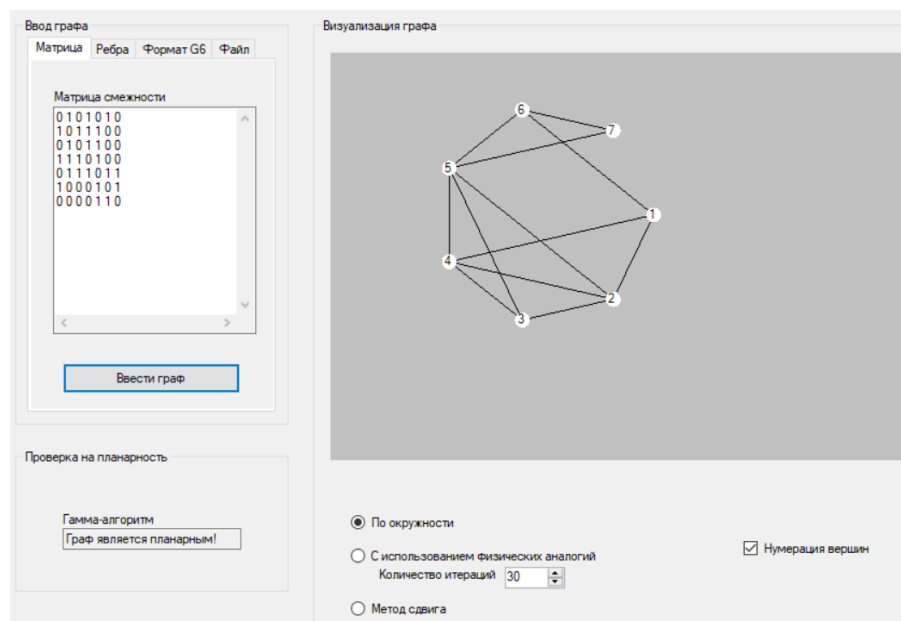 Ввод графа
Матрица Ребра Формат G6 Файл
Матрица смежности
0 1 0 1 0 1 0
1 0 1 1 1 0 0
0 1 0 1 1 0 0
1 1 1 0 1 0 0
0 1 1 1 0 1 1
1 0 0 0 1 0 1
0 0 0 0 1 1 0
Ввести граф
Проверка на планарность
Гамма-алгоритм
Граф является планарным!
Визуализация графа
6
7
5
1
4
2
3
По окружности
С использованием физических аналогий
Количество итераций 30
Метод сдвига
Нумерация вершин